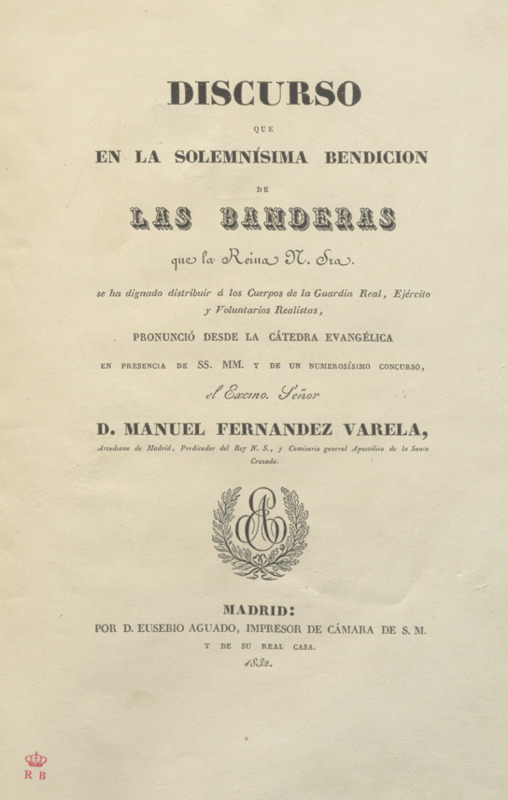 DISCURSO
QUE
EN LA SOLEMNÍSIMA BENDICION
DE
LAS BANDERAS
que la Reina N. Sra.
se ha dignado distribuir á los Cuerpos de la Guardia Real, Ejército
y Voluntarios Realistas,
PRONUNCIÓ DESDE LA CÁTEDRA EVANGÉLICA
EN PRESENCIA DE SS. MM. Y DE UN NUMEROSÍSIMO CONCURSO,
el Excmo. Señor
D. MANUEL FERNANDEZ VARELA,
Arcediano de Madrid, Predicador del Rey N. S., y Comisario general Apostólico de la Santa
Cruzada.
EA
MADRID:
POR D. EUSEBIO AGUADO, IMPRESOR DE CÁMARA DE S. M.
Y DE SU REAL CASA.
1832.
R B